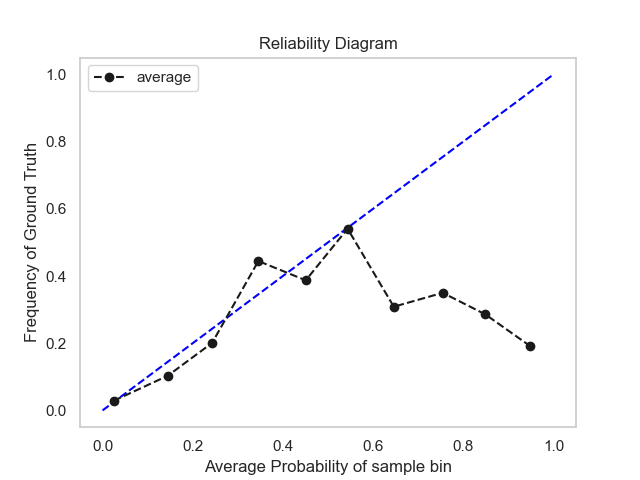 Reliability Diagram
average
Frequency of Ground Truth
1.0
0.8
0.6
0.4
0.2
0.0
0.0 0.2 0.4 0.6 0.8 1.0
Average Probability of sample bin